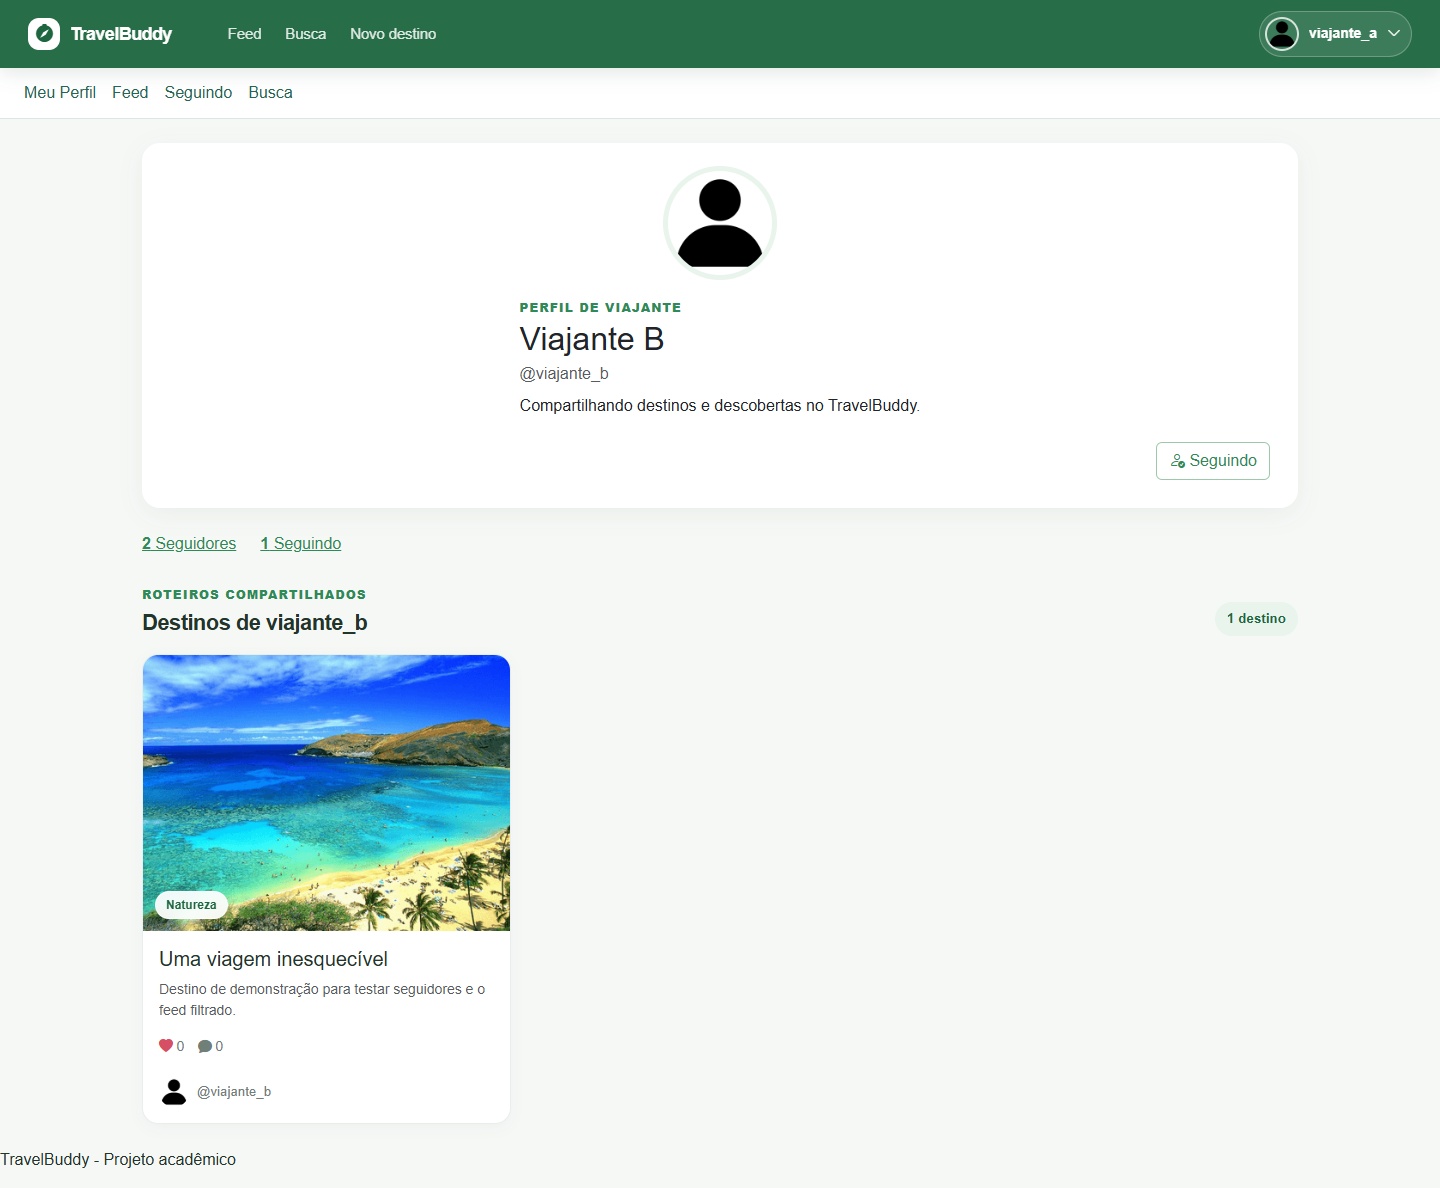 TravelBuddy Feed Busca Novo destino viajante_a
Meu Perfil Feed Seguindo Busca
PERFIL DE VIAJANTE
Viajante B
@viajante_b
Compartilhando destinos e descobertas no TravelBuddy.
Seguindo
2 Seguidores 1 Seguindo
ROTEIROS COMPARTILHADOS
Destinos de viajante_b
1 destino
Natureza
Uma viagem inesquecível
Destino de demonstração para testar seguidores e o
feed filtrado.
0 0
@viajante_b
TravelBuddy - Projeto acadêmico